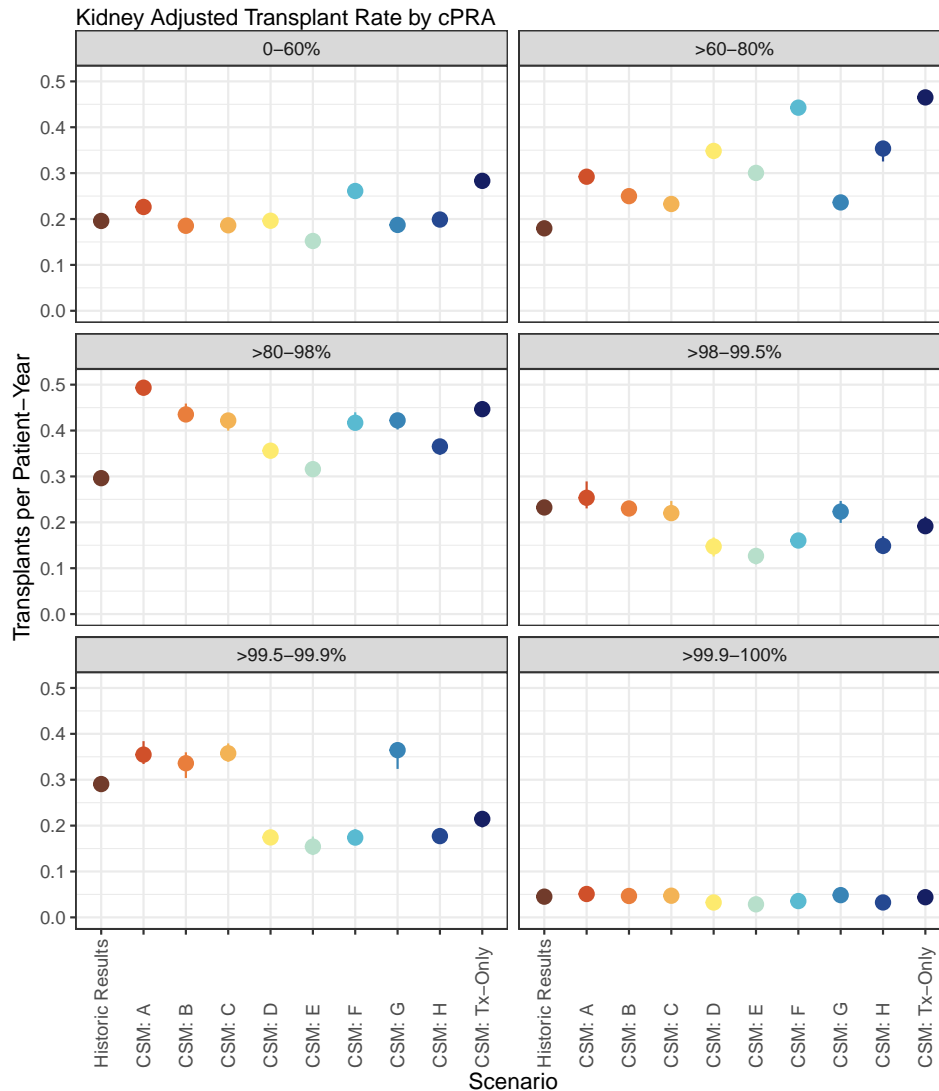 Kidney Adjusted Transplant Rate by cPRA
0−60%
>60−80%
0.5
0.4
0.3
0.2
0.1
0.0
>80−98%
>98−99.5%
0.5
0.4
0.3
0.2
0.1
0.0
>99.5−99.9%
>99.9−100%
0.5
0.4
0.3
0.2
0.1
0.0
Transplants per Patient−Year
Historic Results
CSM: A
CSM: B
CSM: C
CSM: D
CSM: E
CSM: F
CSM: G
CSM: H
CSM: Tx−Only
Historic Results
CSM: A
CSM: B
CSM: C
CSM: D
CSM: E
CSM: F
CSM: G
CSM: H
CSM: Tx−Only
Scenario